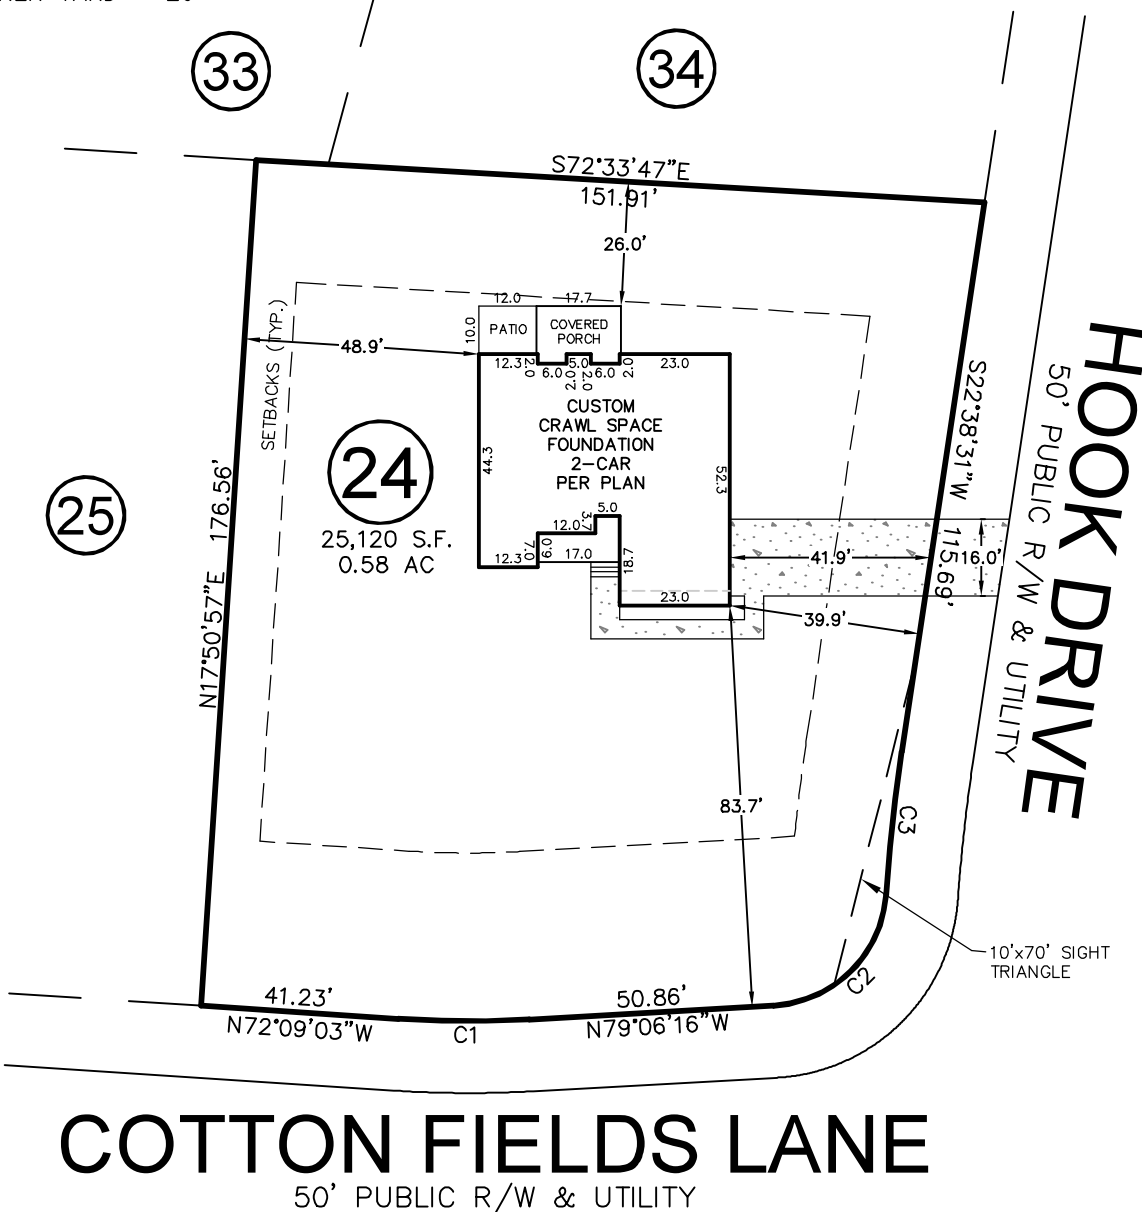 33
34
S72°33'47"E
151.91'
26.0'
SETBACKS (TYP.)
12.0
17.7
10.0
PATIO
COVERED
PORCH
48.9'
12.3
2.0
6.0
5.0
2.0
2.0
6.0
2.0
23.0
CUSTOM
CRAWL SPACE
FOUNDATION
2-CAR
PER PLAN
44.3
52.3
24
25,120 S.F.
0.58 AC
25
N17°50'57"E 176.56'
5.0
3.7
12.0
7.0
6.0
17.0
12.3
18.7
23.0
41.9'
16.0'
39.9'
S22°38'31"W 115.69'
HOOK DRIVE
50' PUBLIC R/W & UTILITY
83.7'
C3
10'x70' SIGHT
TRIANGLE
C2
41.23'
N72°09'03"W
C1
50.86'
N79°06'16"W
COTTON FIELDS LANE
50' PUBLIC R/W & UTILITY